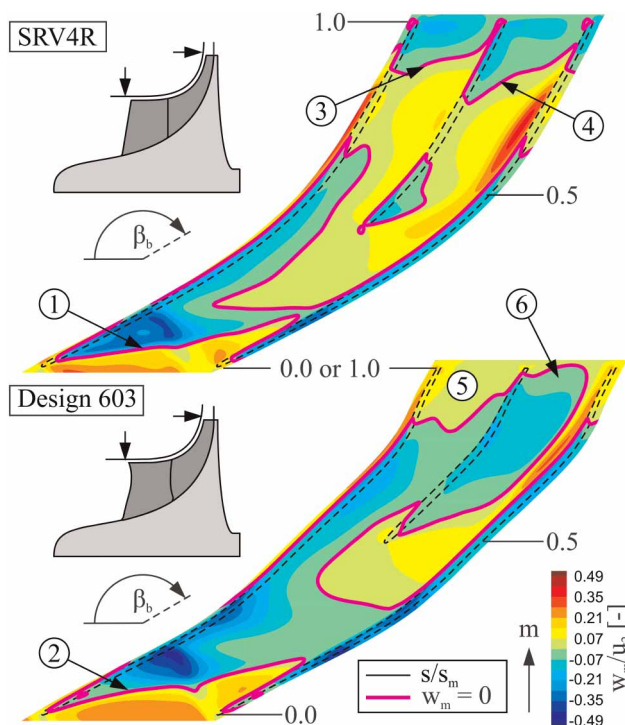 SRV4R
1.0
3
4
0.5
β_b
1
0.0 or 1.0
Design 603
5
6
0.5
β_b
2
0.0
s/s_m
w_m = 0
m
0.49
0.35
0.21
0.07
-0.07
-0.21
-0.35
-0.49
w_m/u_2 [-]